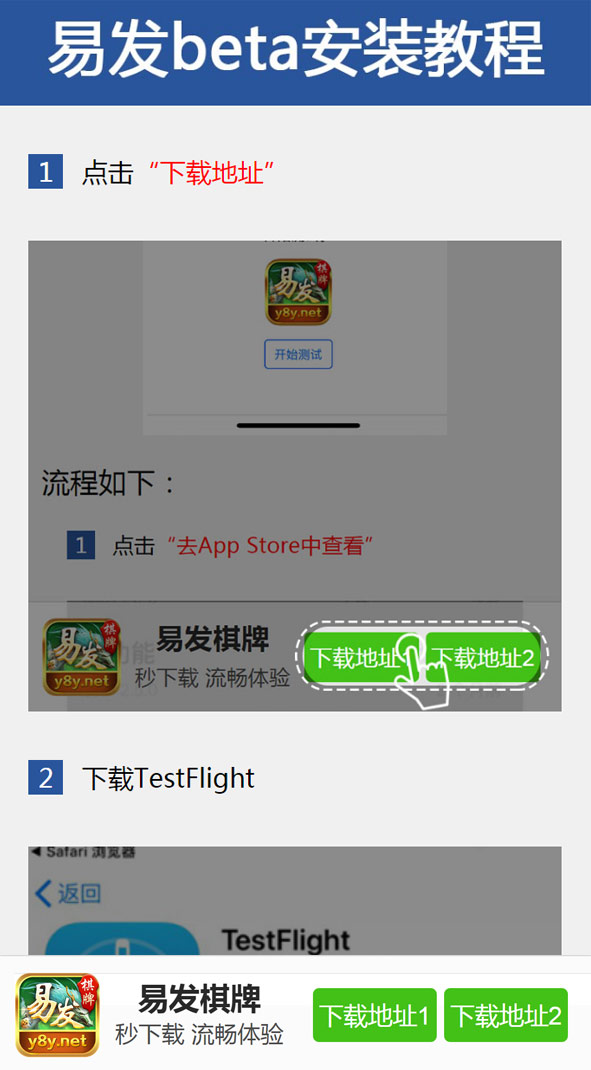 易发beta安装教程
1 点击“下载地址”
易发
棋牌
y8y.net
开始测试
流程如下：
1 点击“去App Store中查看”
易发
棋牌
y8y.net
功能
易发棋牌
秒下载 流畅体验
下载地址
下载地址2
2 下载TestFlight
Safari 浏览器
返回
TestFlight
易发
棋牌
y8y.net
易发棋牌
秒下载 流畅体验
下载地址1
下载地址2